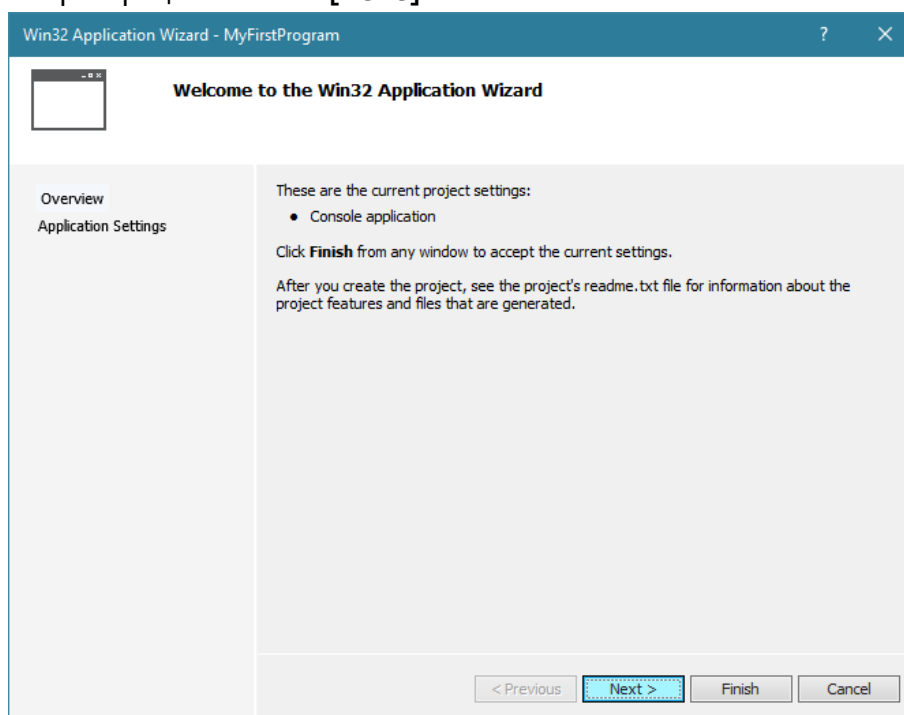 Win32 Application Wizard - MyFirstProgram
Welcome to the Win32 Application Wizard
Overview
Application Settings
These are the current project settings:
• Console application
Click Finish from any window to accept the current settings.
After you create the project, see the project's readme.txt file for information about the
project features and files that are generated.
< Previous Next > Finish Cancel